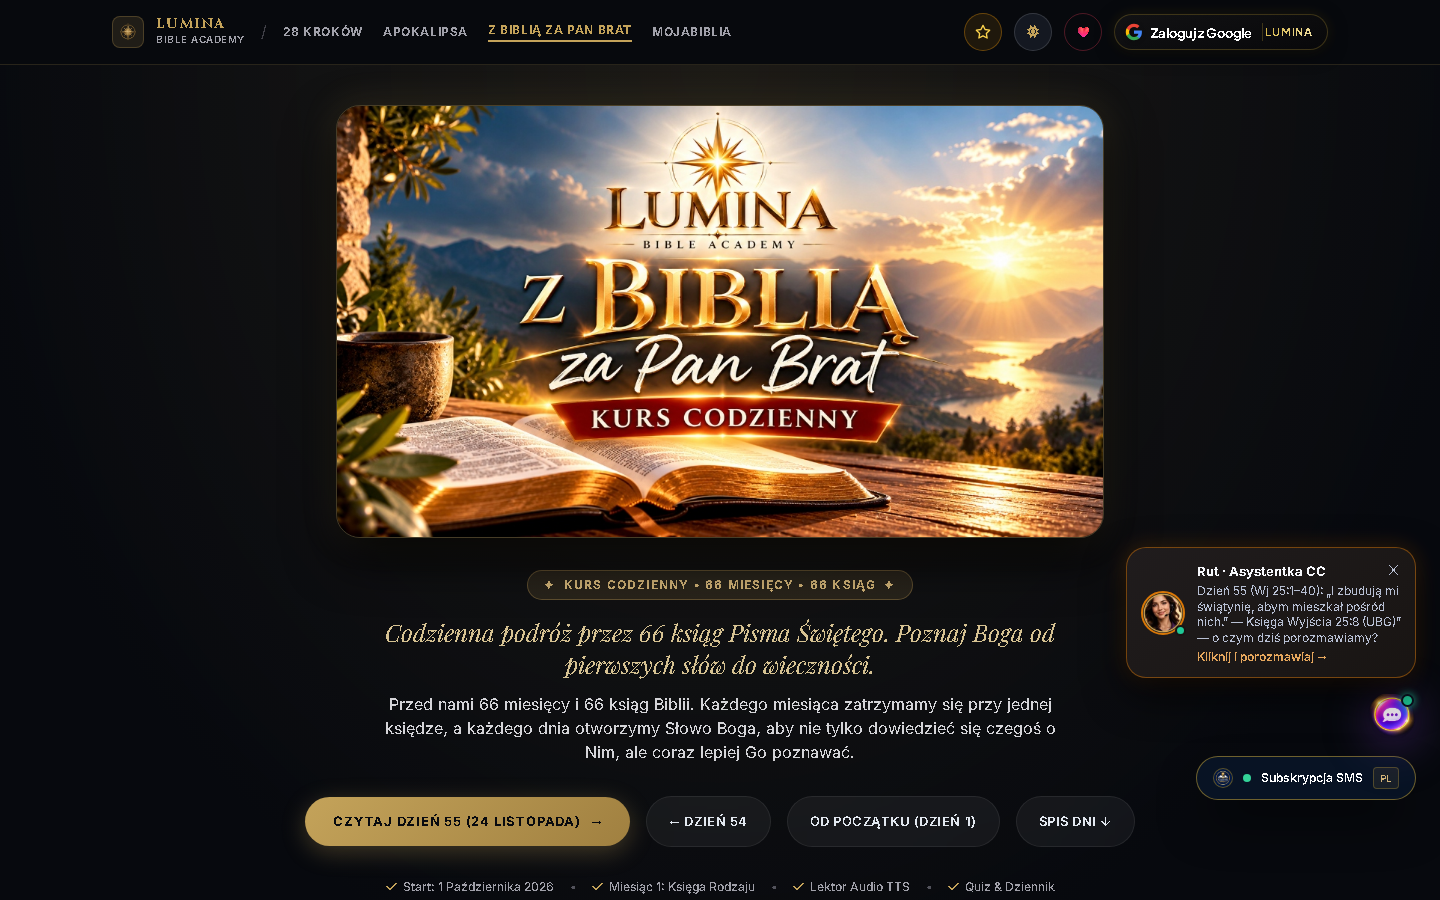 LUMINA
BIBLE ACADEMY
/
28 KROKÓW
APOKALIPSA
Z BIBLIĄ ZA PAN BRAT
MOJABIBLIA
Zaloguj z Google
LUMINA
LUMINA
BIBLE ACADEMY
Z BIBLIĄ
za Pan Brat
KURS CODZIENNY
✦ KURS CODZIENNY • 66 MIESIĘCY • 66 KSIĄG ✦
Codzienna podróż przez 66 ksiąg Pisma Świętego. Poznaj Boga od
pierwszych słów do wieczności.
Przed nami 66 miesięcy i 66 ksiąg Biblii. Każdego miesiąca zatrzymamy się przy jednej
księdze, a każdego dnia otworzymy Słowo Boga, aby nie tylko dowiedzieć się czegoś o
Nim, ale coraz lepiej Go poznawać.
CZYTAJ DZIEŃ 55 (24 LISTOPADA) →
← DZIEŃ 54
OD POCZĄTKU (DZIEŃ 1)
SPIS DNI ↓
✓ Start: 1 Października 2026
•
✓ Miesiąc 1: Księga Rodzaju
•
✓ Lektor Audio TTS
•
✓ Quiz & Dziennik
Rut · Asystentka CC
Dzień 55 (Wj 25:1–40): „I zbudują mi
świątynię, abym mieszkał pośród
nich.” — Księga Wyjścia 25:8 (UBG)”
— o czym dziś porozmawiamy?
Kliknij i porozmawiaj →
Subskrypcja SMS
PL